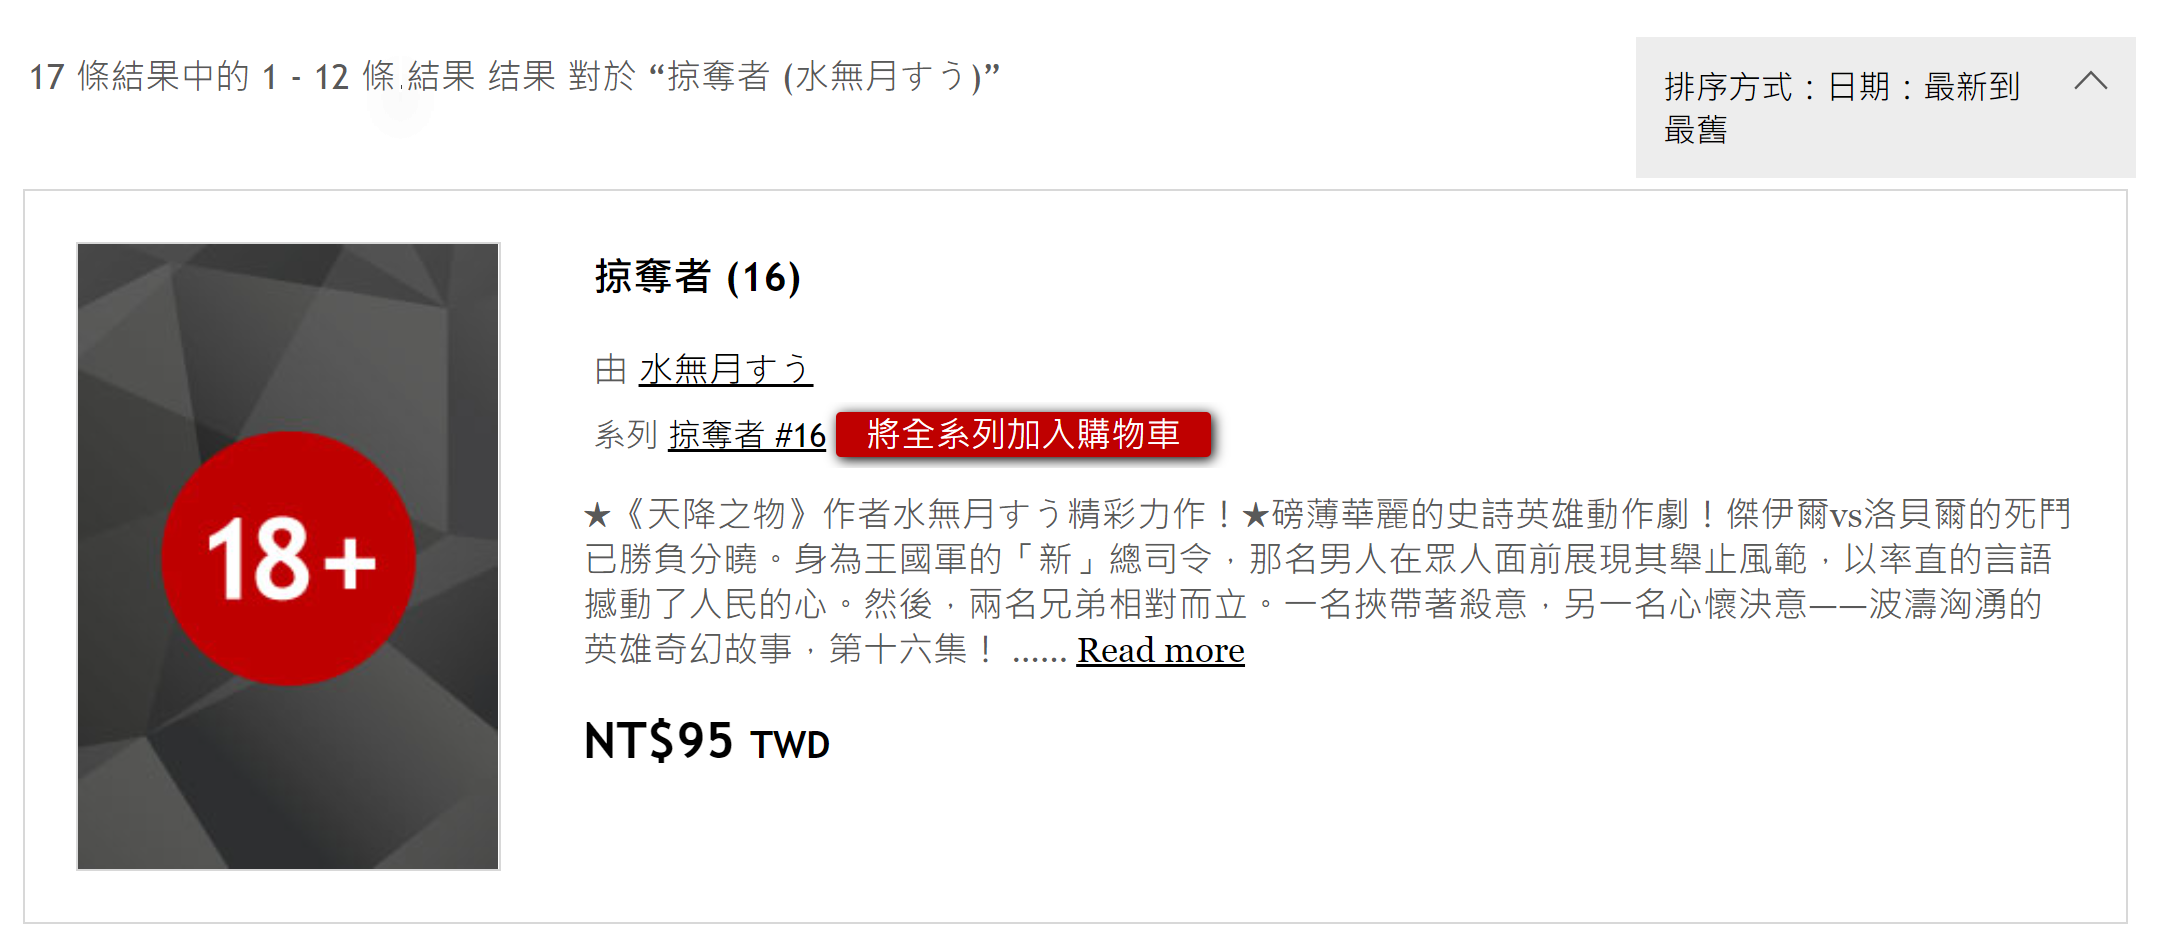 17 條結果中的 1 - 12 條.結果 结果 對於 “掠奪者 (水無月すう)”
排序方式：日期：最新到
最舊
18+
掠奪者 (16)
由 水無月すう
系列 掠奪者 #16 將全系列加入購物車
★《天降之物》作者水無月すう精彩力作！★磅薄華麗的史詩英雄動作劇！傑伊爾vs洛貝爾的死鬥
已勝負分曉。身為王國軍的「新」總司令，那名男人在眾人面前展現其舉止風範，以率直的言語
撼動了人民的心。然後，兩名兄弟相對而立。一名挾帶著殺意，另一名心懷決意——波濤洶湧的
英雄奇幻故事，第十六集！ ...... Read more
NT$95 TWD